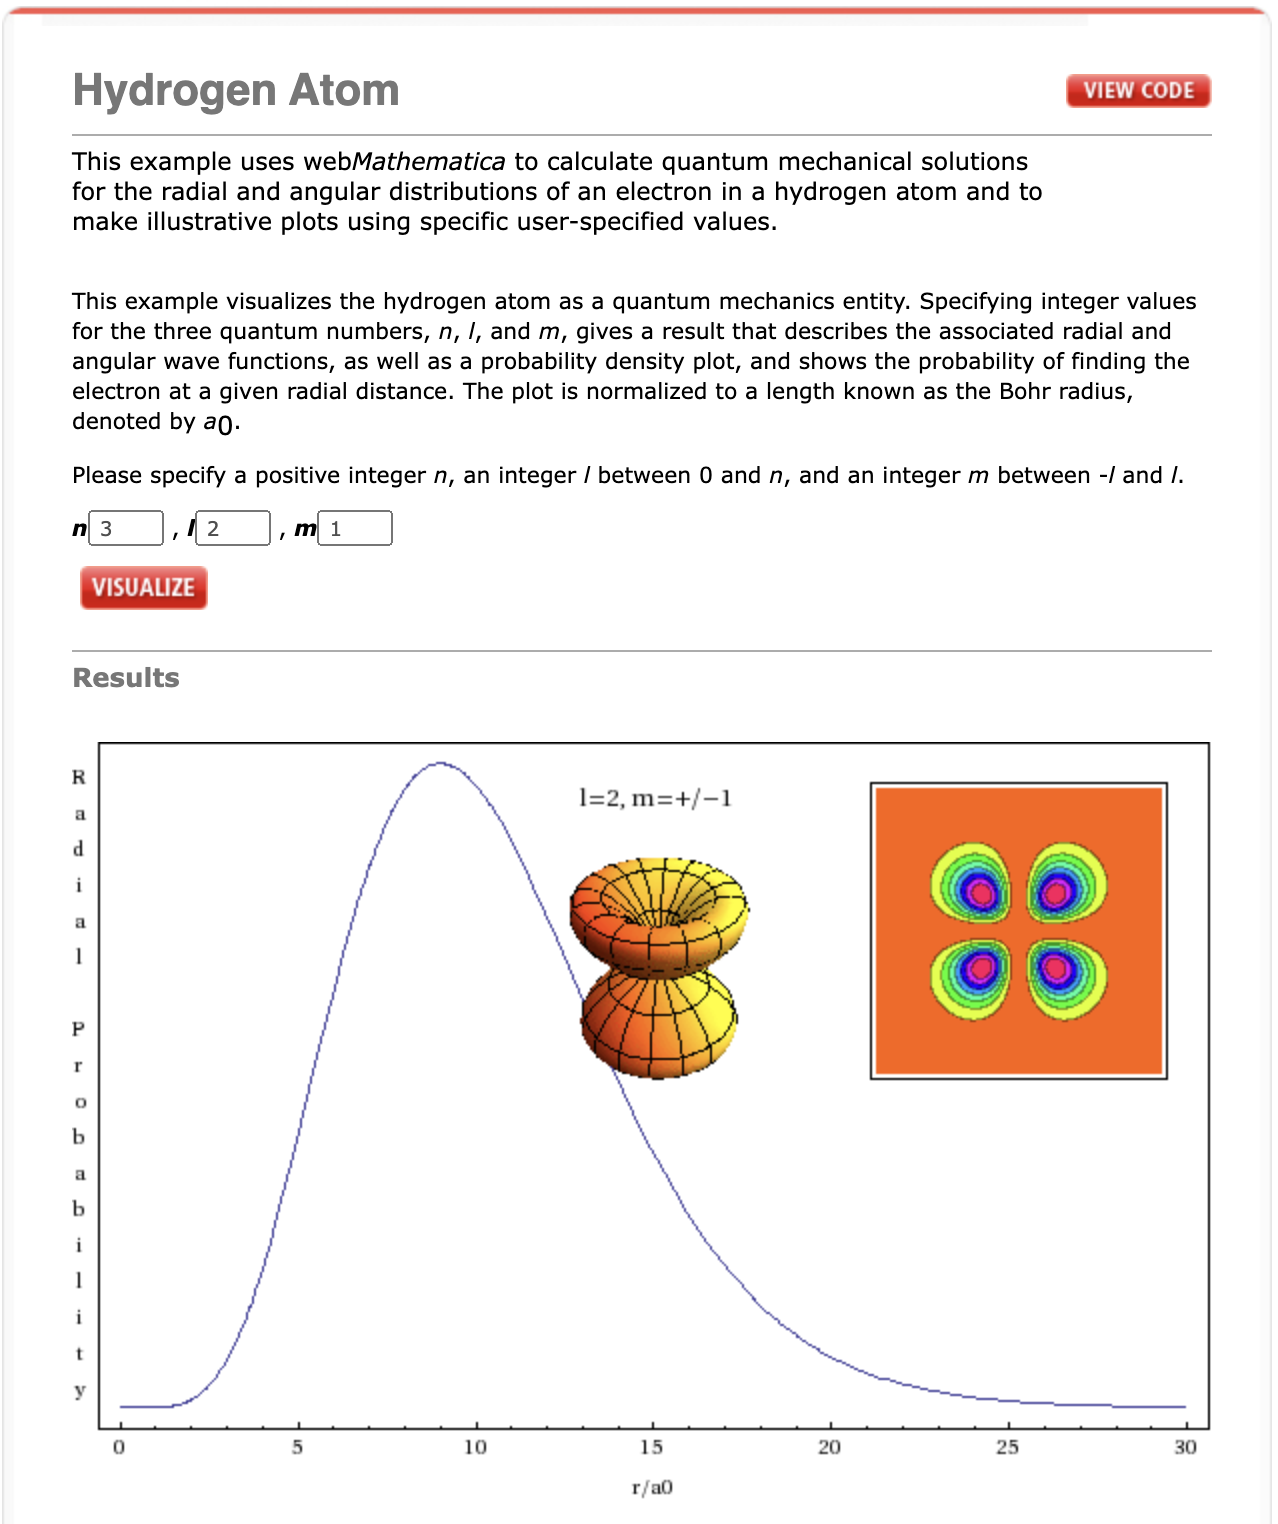 Hydrogen Atom
VIEW CODE
This example uses webMathematica to calculate quantum mechanical solutions
for the radial and angular distributions of an electron in a hydrogen atom and to
make illustrative plots using specific user-specified values.
This example visualizes the hydrogen atom as a quantum mechanics entity. Specifying integer values
for the three quantum numbers, n, l, and m, gives a result that describes the associated radial and
angular wave functions, as well as a probability density plot, and shows the probability of finding the
electron at a given radial distance. The plot is normalized to a length known as the Bohr radius,
denoted by a0.
Please specify a positive integer n, an integer l between 0 and n, and an integer m between -l and l.
n 3 , l 2 , m 1
VISUALIZE
Results
Radial Probability
l=2, m=+/−1
0 5 10 15 20 25 30
r/a0